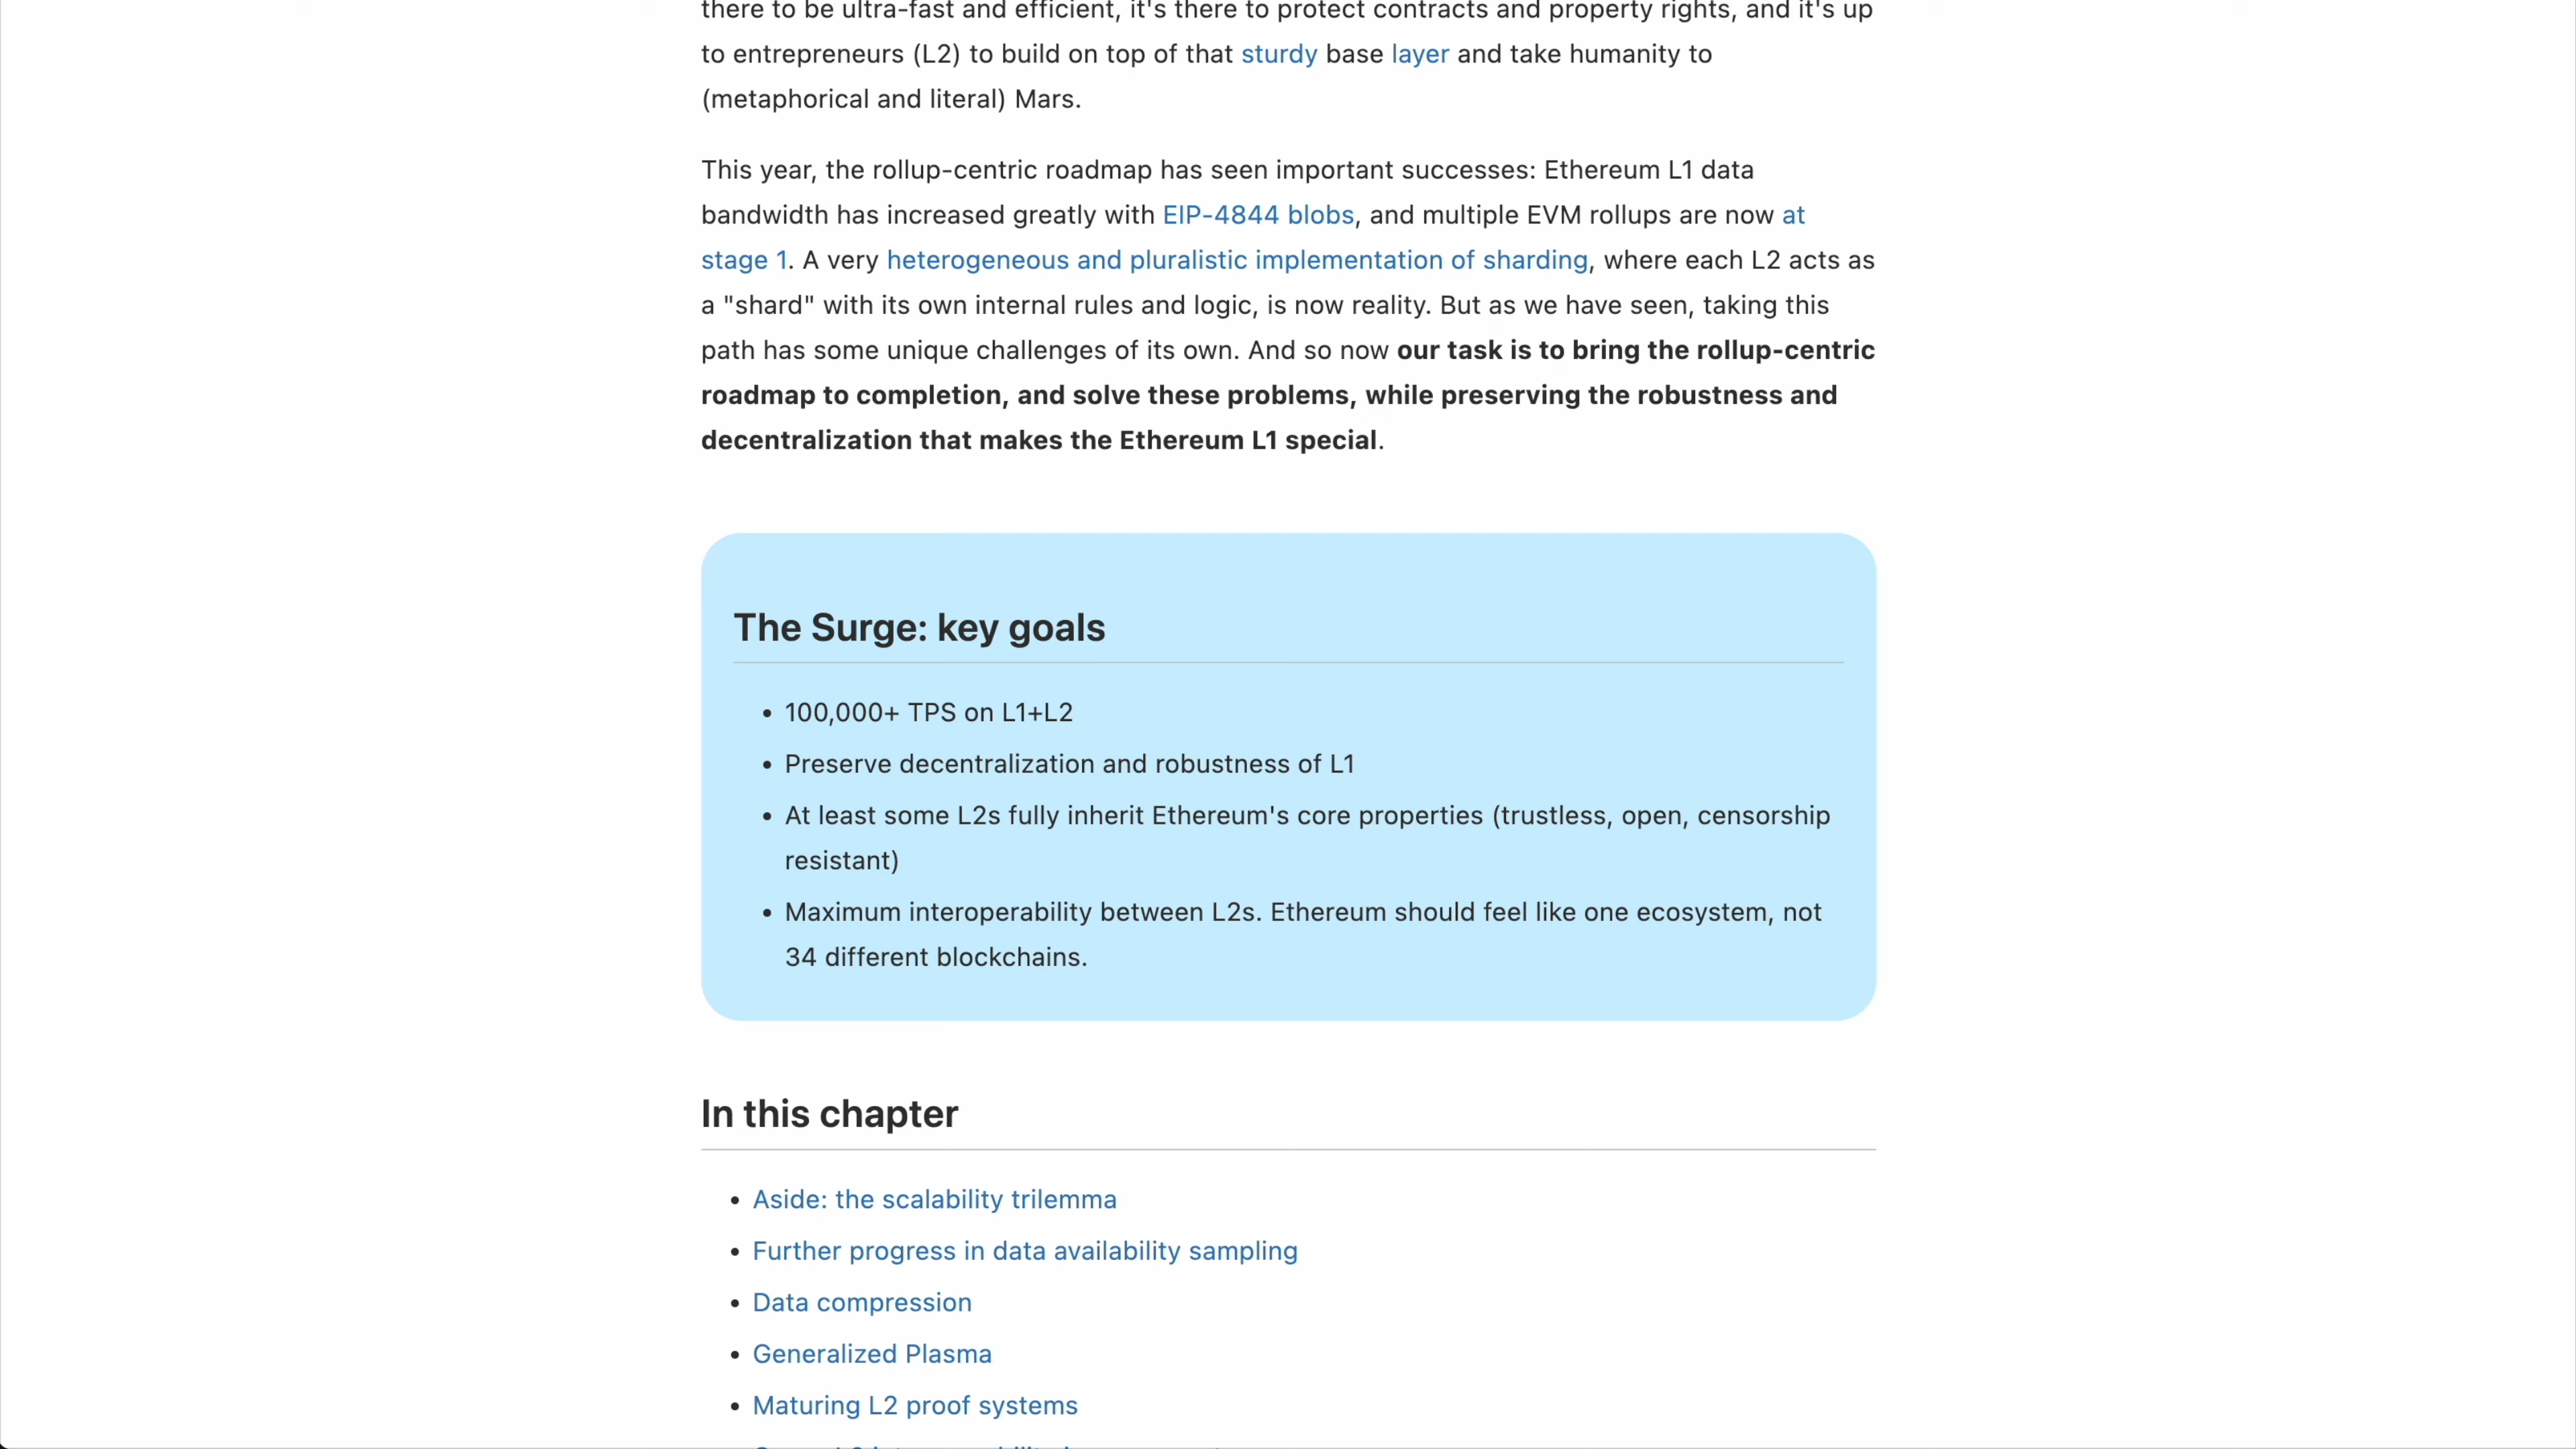 there to be ultra-fast and efficient, it's there to protect contracts and property rights, and it's up
to entrepreneurs (L2) to build on top of that sturdy base layer and take humanity to
(metaphorical and literal) Mars.
This year, the rollup-centric roadmap has seen important successes: Ethereum L1 data
bandwidth has increased greatly with EIP-4844 blobs, and multiple EVM rollups are now at
stage 1. A very heterogeneous and pluralistic implementation of sharding, where each L2 acts as
a "shard" with its own internal rules and logic, is now reality. But as we have seen, taking this
path has some unique challenges of its own. And so now our task is to bring the rollup-centric
roadmap to completion, and solve these problems, while preserving the robustness and
decentralization that makes the Ethereum L1 special.
The Surge: key goals
• 100,000+ TPS on L1+L2
• Preserve decentralization and robustness of L1
• At least some L2s fully inherit Ethereum's core properties (trustless, open, censorship
resistant)
• Maximum interoperability between L2s. Ethereum should feel like one ecosystem, not
34 different blockchains.
In this chapter
• Aside: the scalability trilemma
• Further progress in data availability sampling
• Data compression
• Generalized Plasma
• Maturing L2 proof systems